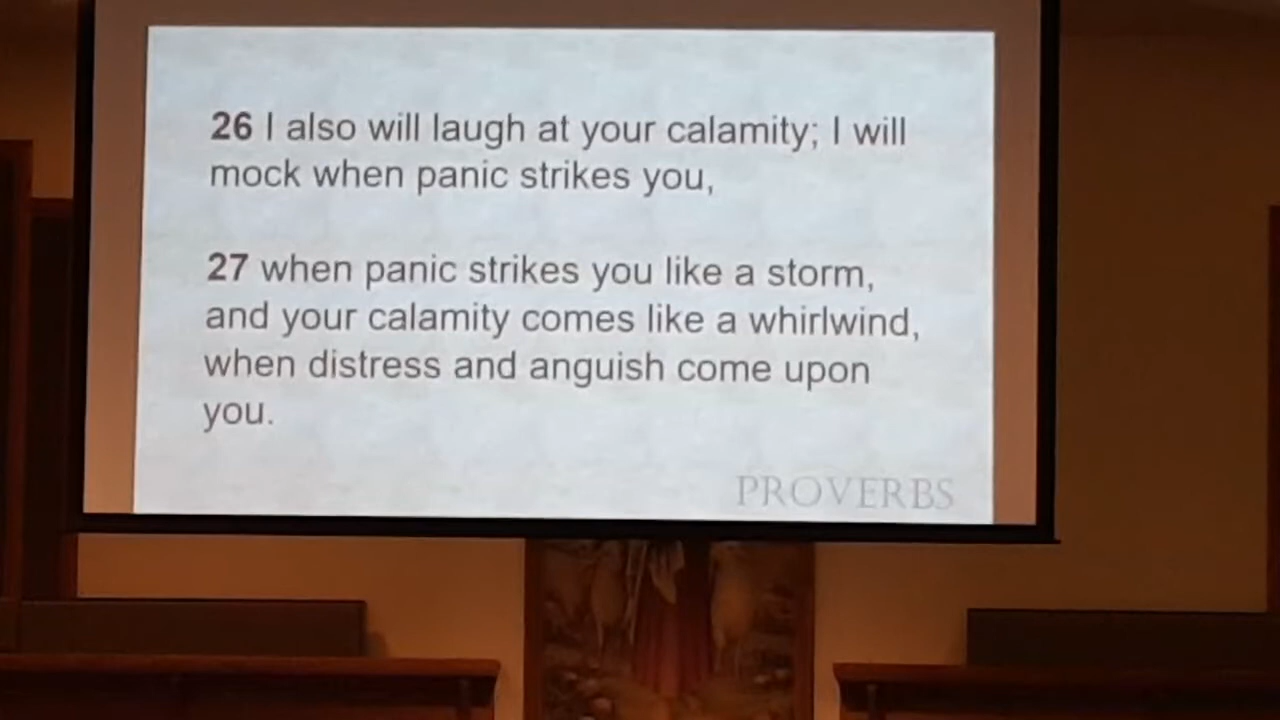 26 I also will laugh at your calamity; I will
mock when panic strikes you,
27 when panic strikes you like a storm,
and your calamity comes like a whirlwind,
when distress and anguish come upon
you.
PROVERBS